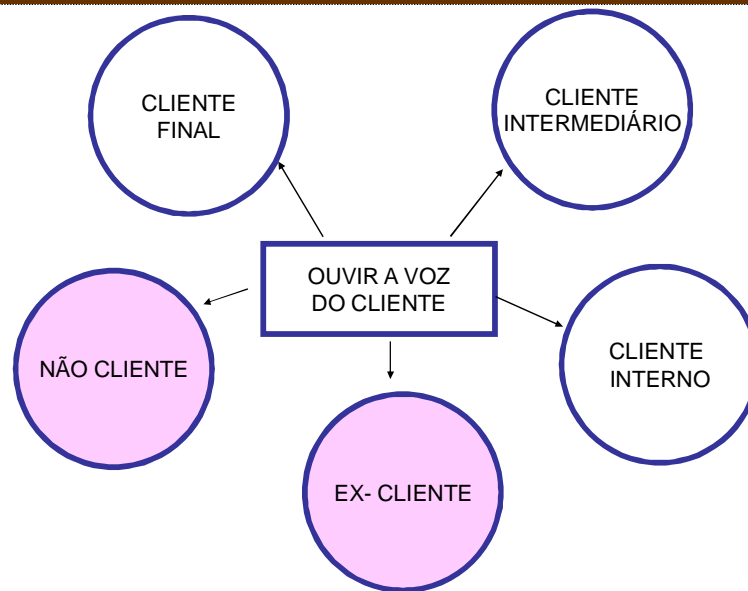 CLIENTE
FINAL
CLIENTE
INTERMEDIÁRIO
OUVIR A VOZ
DO CLIENTE
NÃO CLIENTE
CLIENTE
INTERNO
EX- CLIENTE